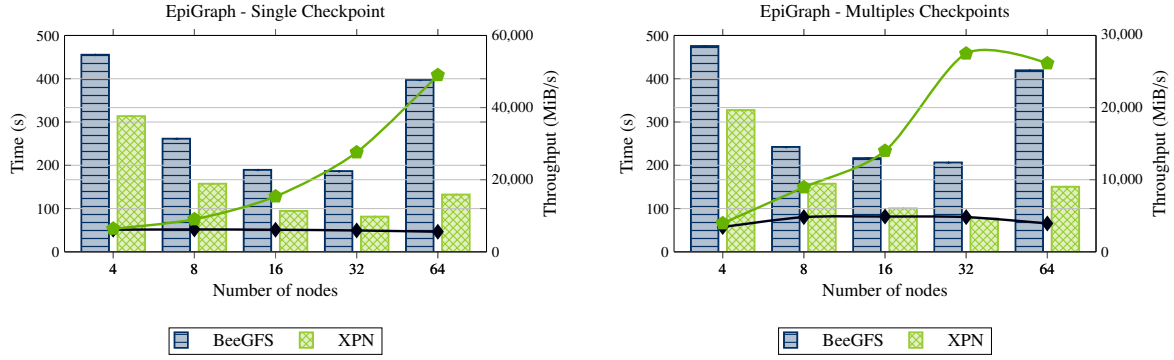 EpiGraph - Single Checkpoint
500
400
300
200
100
0
Time (s)
60,000
40,000
20,000
0
Throughput (MiB/s)
4 8 16 32 64
Number of nodes
BeeGFS XPN
EpiGraph - Multiples Checkpoints
500
400
300
200
100
0
Time (s)
30,000
20,000
10,000
0
Throughput (MiB/s)
4 8 16 32 64
Number of nodes
BeeGFS XPN